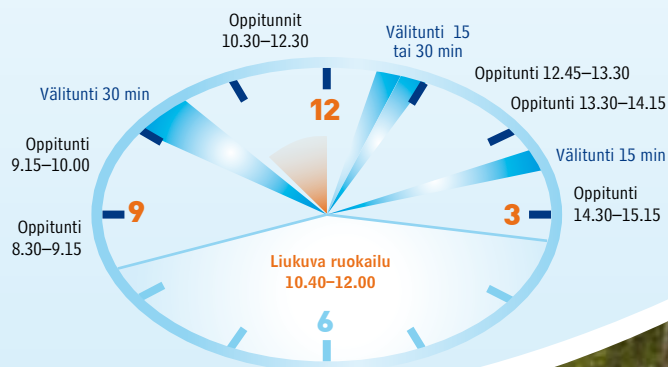 Oppitunnit
10.30–12.30
Välitunti 15
tai 30 min
Oppitunti 12.45–13.30
Välitunti 30 min
12
Oppitunti 13.30–14.15
Oppitunti
9.15–10.00
Välitunti 15 min
Oppitunti
14.30–15.15
9
3
Oppitunti
8.30–9.15
Liukuva ruokailu
10.40–12.00
6